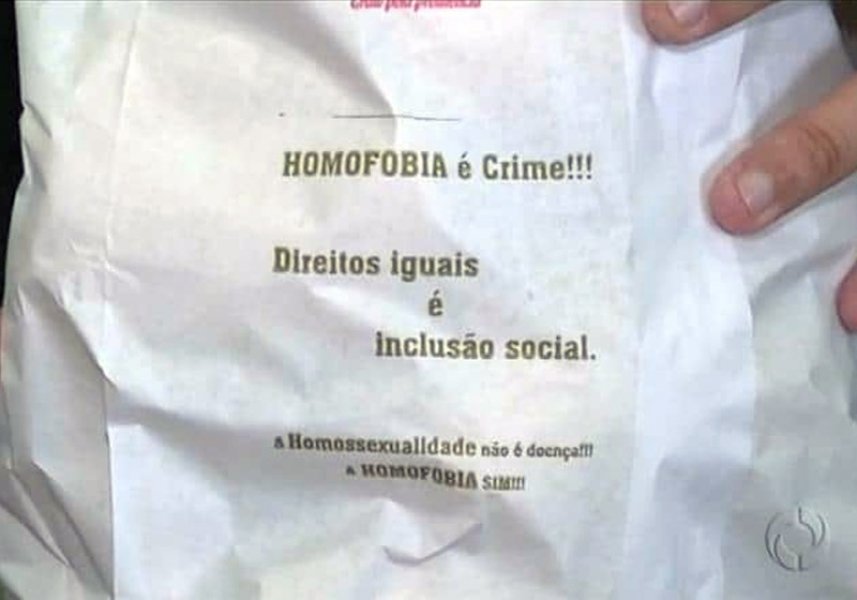 HOMOFOBIA é Crime!!!
Direitos iguais
é
inclusão social.
a Homossexualidade não é doença!!!
a HOMOFOBIA SIM!!!